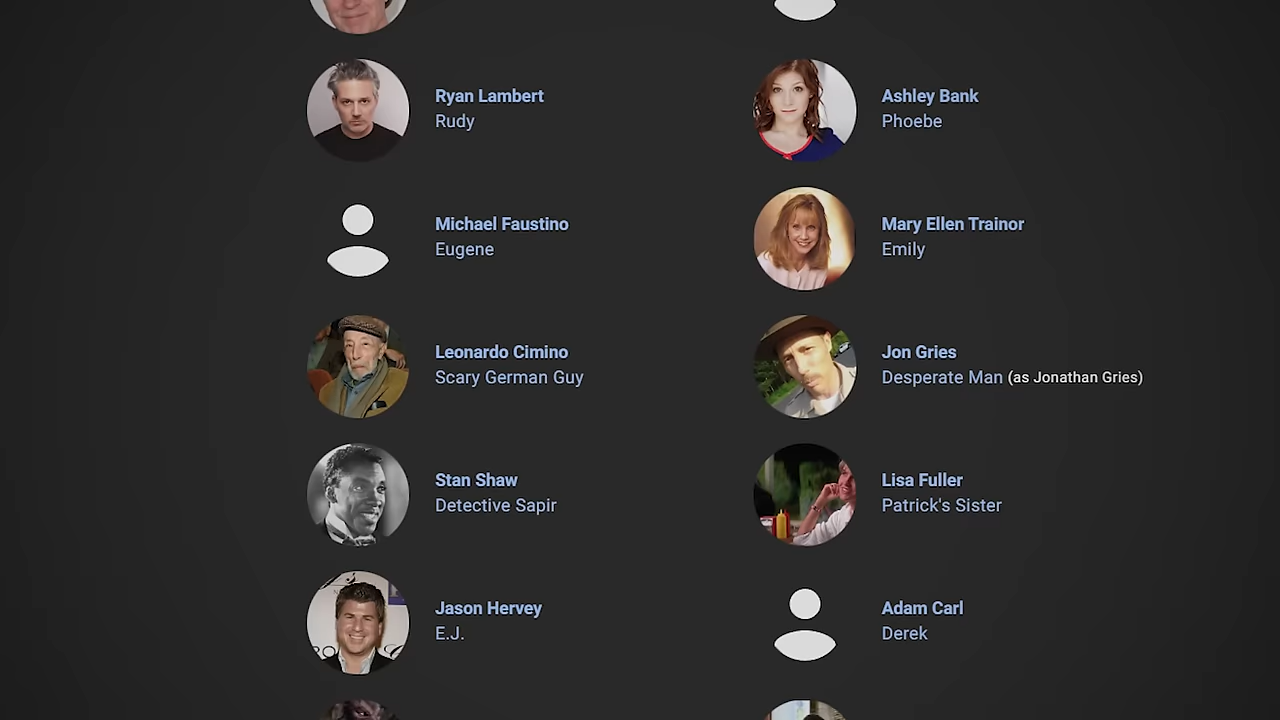 Ryan Lambert
Rudy
Ashley Bank
Phoebe
Michael Faustino
Eugene
Mary Ellen Trainor
Emily
Leonardo Cimino
Scary German Guy
Jon Gries
Desperate Man (as Jonathan Gries)
Stan Shaw
Detective Sapir
Lisa Fuller
Patrick's Sister
Jason Hervey
E.J.
Adam Carl
Derek